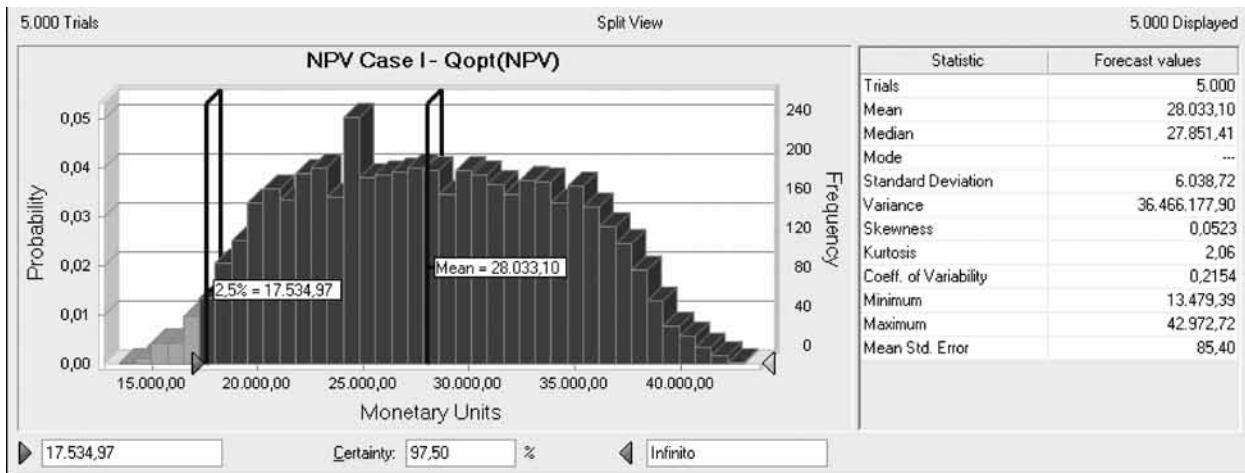 5.000 Trials
Split View
5.000 Displayed
NPV Case I - Qopt(NPV)
Probability
0,05
0,04
0,03
0,02
0,01
0,00
240
200
160
120
80
40
0
Frequency
2,5% = 17.534,97
Mean = 28.033,10
15.000,00 20.000,00 25.000,00 30.000,00 35.000,00 40.000,00
Monetary Units
Statistic Forecast values
Trials 5.000
Mean 28.033,10
Median 27.851,41
Mode ---
Standard Deviation 6.038,72
Variance 36.466.177,90
Skewness 0,0523
Kurtosis 2,06
Coeff. of Variability 0,2154
Minimum 13.479,39
Maximum 42.972,72
Mean Std. Error 85,40
17.534,97 Certainty: 97,50 % Infinito